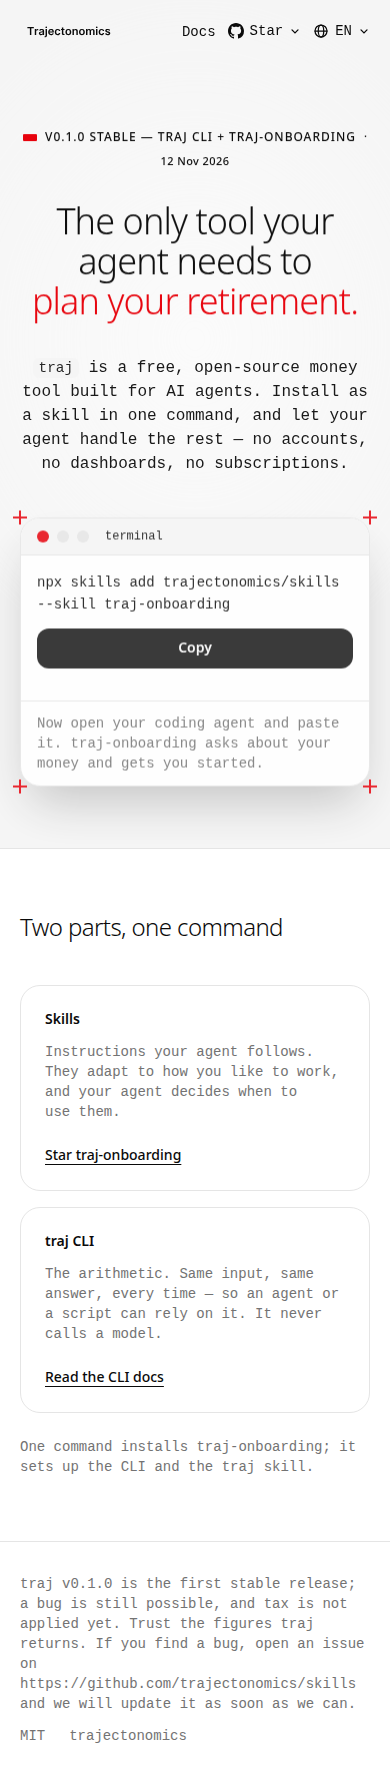 Trajectonomics Docs Star EN
V0.1.0 STABLE — TRAJ CLI + TRAJ-ONBOARDING ·
12 Nov 2026
The only tool your
agent needs to
plan your retirement.
traj is a free, open-source money
tool built for AI agents. Install as
a skill in one command, and let your
agent handle the rest — no accounts,
no dashboards, no subscriptions.
terminal
npx skills add trajectonomics/skills
--skill traj-onboarding
Copy
Now open your coding agent and paste
it. traj-onboarding asks about your
money and gets you started.
Two parts, one command
Skills
Instructions your agent follows.
They adapt to how you like to work,
and your agent decides when to
use them.
Star traj-onboarding
traj CLI
The arithmetic. Same input, same
answer, every time — so an agent or
a script can rely on it. It never
calls a model.
Read the CLI docs
One command installs traj-onboarding; it
sets up the CLI and the traj skill.
traj v0.1.0 is the first stable release;
a bug is still possible, and tax is not
applied yet. Trust the figures traj
returns. If you find a bug, open an issue
on
https://github.com/trajectonomics/skills
and we will update it as soon as we can.
MIT trajectonomics